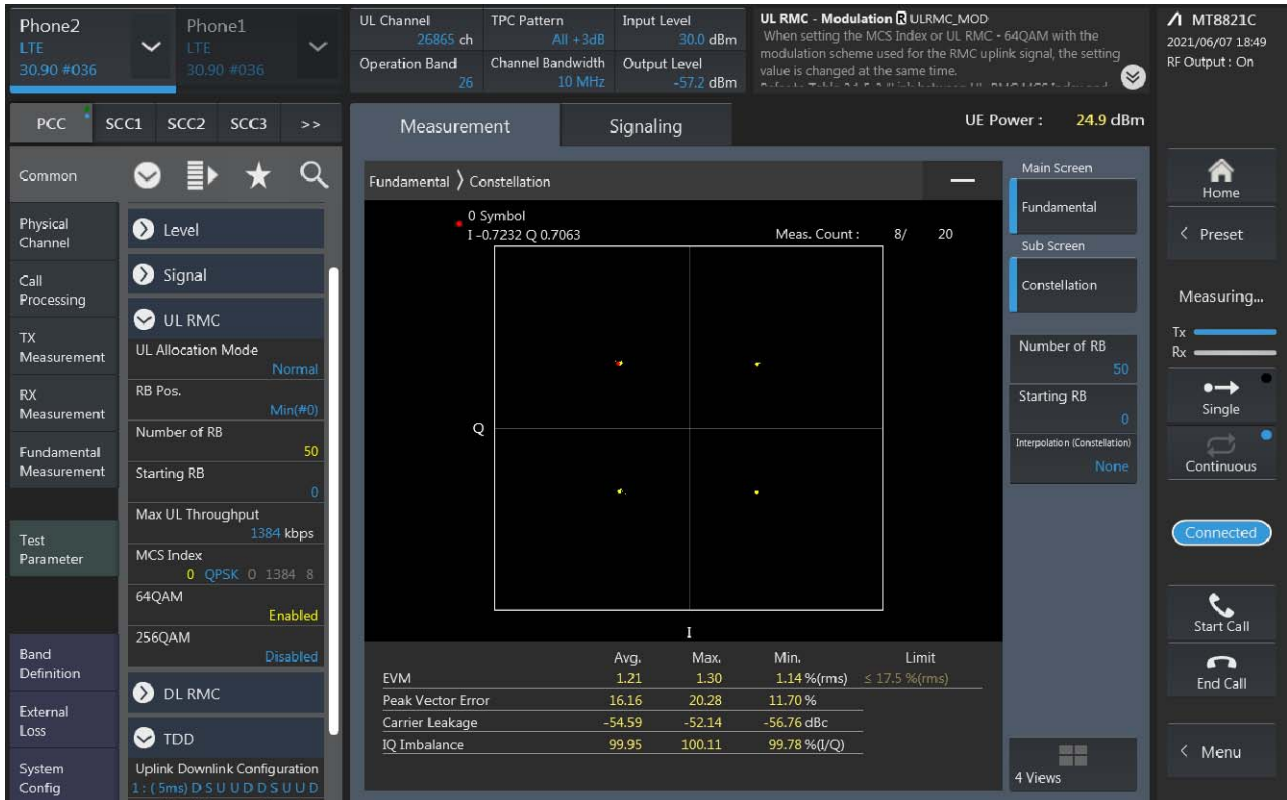 Phone2
LTE
30.90 #036
Phone1
LTE
30.90 #036
UL Channel
26865 ch
TPC Pattern
All +3dB
Input Level
30.0 dBm
Operation Band
26
Channel Bandwidth
10 MHz
Output Level
-57.2 dBm
UL RMC - Modulation R ULRMC_MOD
When setting the MCS Index or UL RMC - 64QAM with the
modulation scheme used for the RMC uplink signal, the setting
value is changed at the same time.
MT8821C
2021/06/07 18:49
RF Output : On
PCC SCC1 SCC2 SCC3 >>
Measurement
Signaling
UE Power : 24.9 dBm
Common
Physical
Channel
Call
Processing
TX
Measurement
RX
Measurement
Fundamental
Measurement
Test
Parameter
Band
Definition
External
Loss
System
Config
Level
Signal
UL RMC
UL Allocation Mode
Normal
RB Pos.
Min(#0)
Number of RB
50
Starting RB
0
Max UL Throughput
1384 kbps
MCS Index
0 QPSK 0 1384 8
64QAM
Enabled
256QAM
Disabled
DL RMC
TDD
Uplink Downlink Configuration
1 : ( 5ms) D S U U D D S U U D
Fundamental 〉 Constellation
0 Symbol
I -0.7232 Q 0.7063
Meas. Count : 8/ 20
Q
I
Avg. Max. Min. Limit
EVM 1.21 1.30 1.14 %(rms) ≤ 17.5 %(rms)
Peak Vector Error 16.16 20.28 11.70 %
Carrier Leakage -54.59 -52.14 -56.76 dBc
IQ Imbalance 99.95 100.11 99.78 %(I/Q)
Main Screen
Fundamental
Sub Screen
Constellation
Number of RB
50
Starting RB
0
Interpolation (Constellation)
None
4 Views
Home
< Preset
Measuring...
Tx
Rx
Single
Continuous
Connected
Start Call
End Call
< Menu